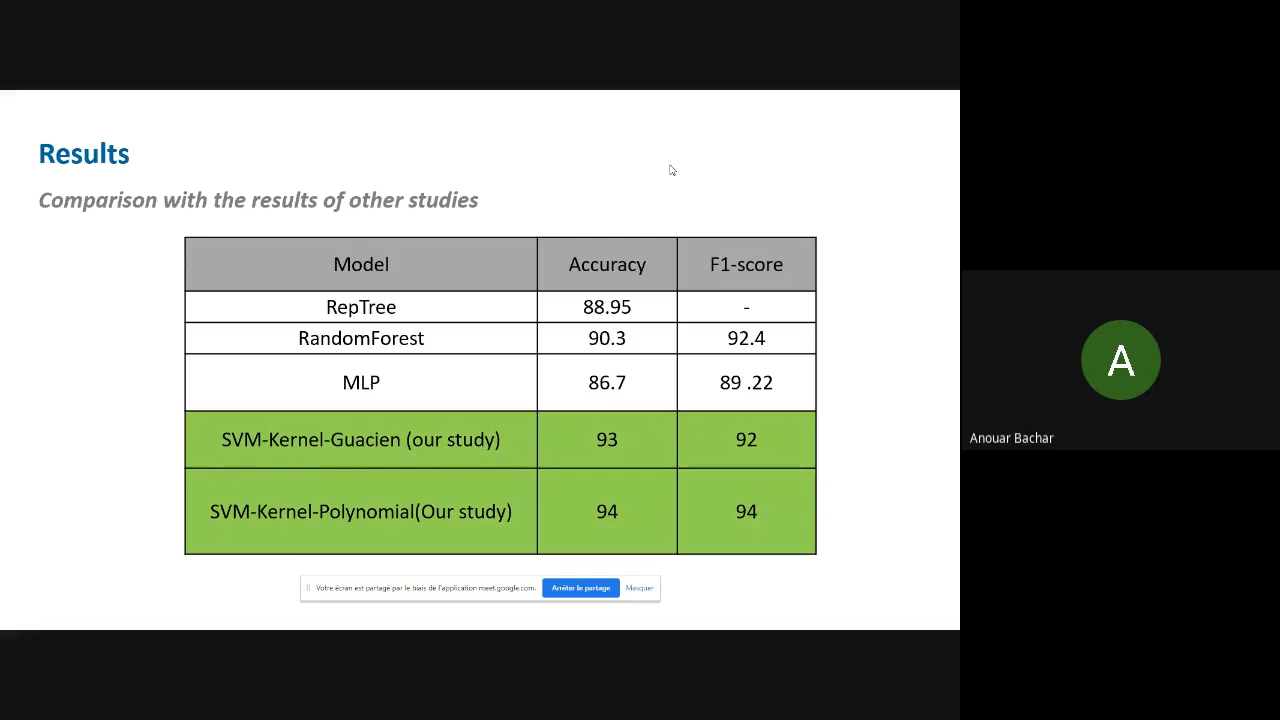 Results
Comparison with the results of other studies
Model Accuracy F1-score
RepTree 88.95 -
RandomForest 90.3 92.4
MLP 86.7 89 .22
SVM-Kernel-Guacien (our study) 93 92
SVM-Kernel-Polynomial(Our study) 94 94
Votre écran est partagé par le biais de l'application meet.google.com. Arrêter le partage Masquer
A
Anouar Bachar